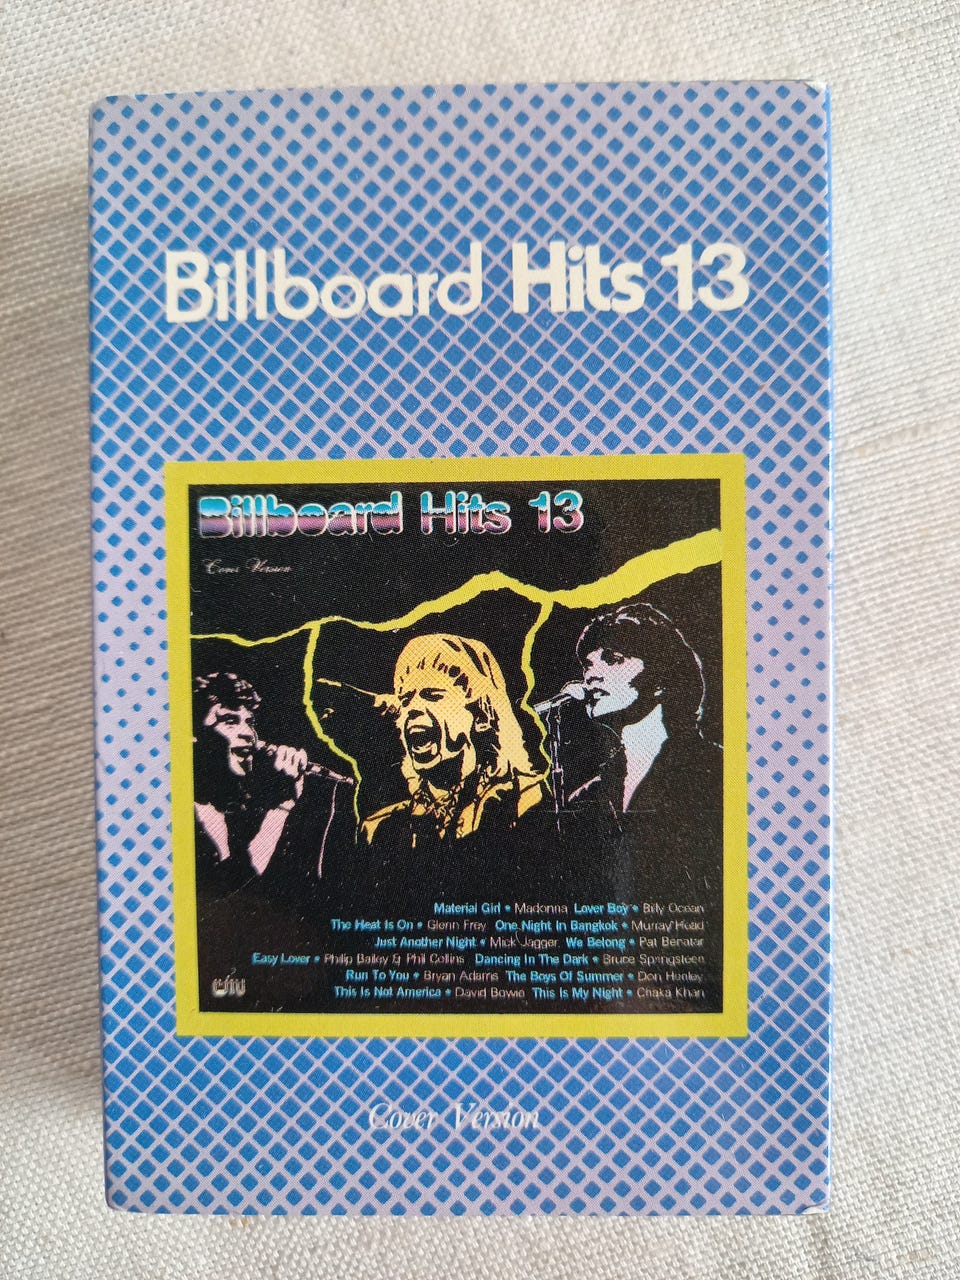 Billboard Hits 13
Billboard Hits 13
Cover Version
Material Girl • Madonna Lover Boy • Billy Ocean
The Heat Is On • Glenn Frey One Night In Bangkok • Murray Head
Just Another Night • Mick Jagger We Belong • Pat Benatar
Easy Lover • Philip Bailey & Phil Collins Dancing In The Dark • Bruce Springsteen
Run To You • Bryan Adams The Boys Of Summer • Don Henley
This Is Not America • David Bowie This Is My Night • Chaka Khan
Cover Version